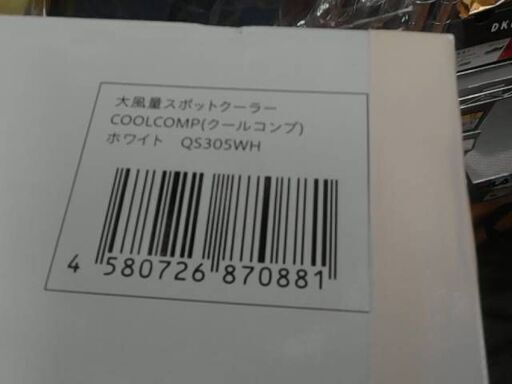 大風量スポットクーラー
COOLCOMP(クールコンプ)
ホワイト　QS305WH
4 580726 870881
DK